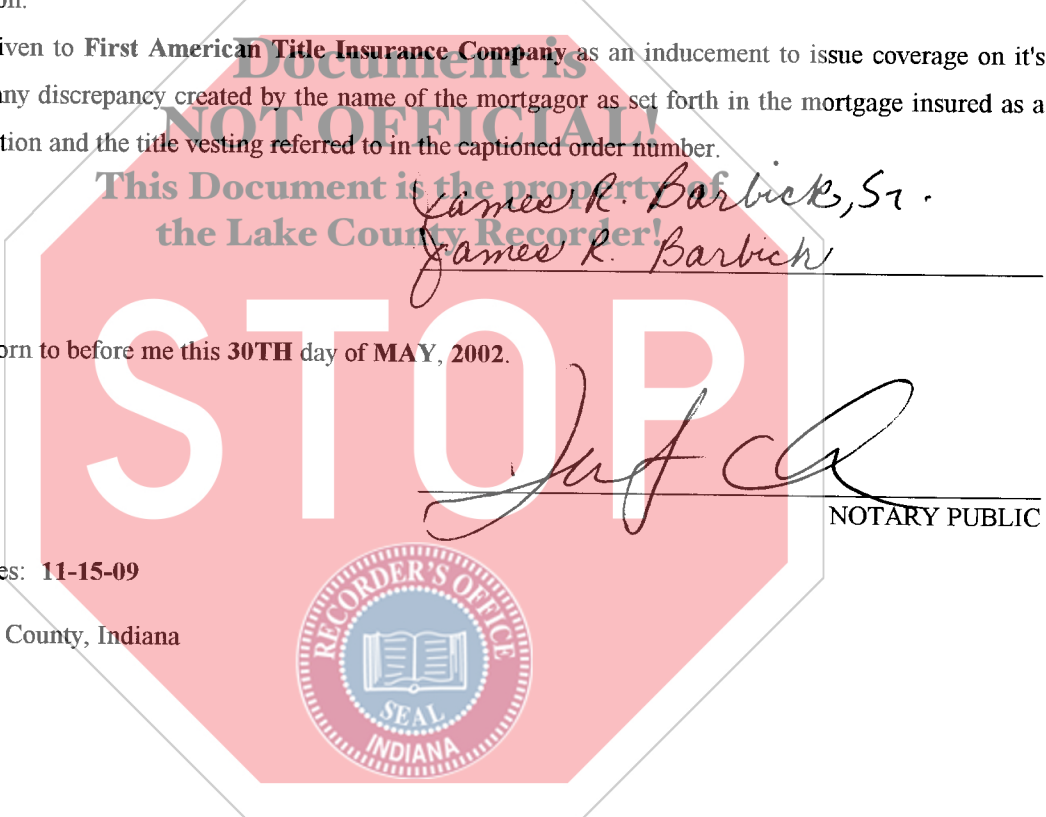 on.
iven to First American Title Insurance Company as an inducement to issue coverage on it's
any discrepancy created by the name of the mortgagor as set forth in the mortgage insured as a
tion and the title vesting referred to in the captioned order number.
Document is
NOT OFFICIAL!
This Document is the property of
the Lake County Recorder!
James R. Barbick, Sr.
James R. Barbick
STOP
orn to before me this 30TH day of MAY, 2002.
NOTARY PUBLIC
es: 11-15-09
County, Indiana
RECORDER'S OFFICE
SEAL
INDIANA